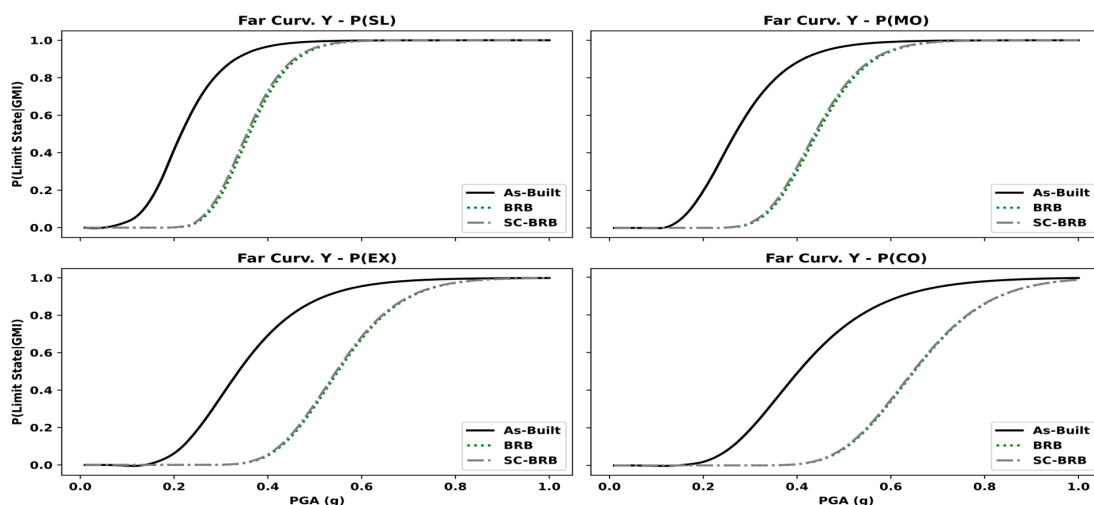 Far Curv. Y - P(SL)
P(Limit State|GMI)
1.0
0.8
0.6
0.4
0.2
0.0
As-Built
BRB
SC-BRB
Far Curv. Y - P(MO)
As-Built
BRB
SC-BRB
Far Curv. Y - P(EX)
P(Limit State|GMI)
1.0
0.8
0.6
0.4
0.2
0.0
As-Built
BRB
SC-BRB
0.0 0.2 0.4 0.6 0.8 1.0
PGA (g)
Far Curv. Y - P(CO)
As-Built
BRB
SC-BRB
0.0 0.2 0.4 0.6 0.8 1.0
PGA (g)